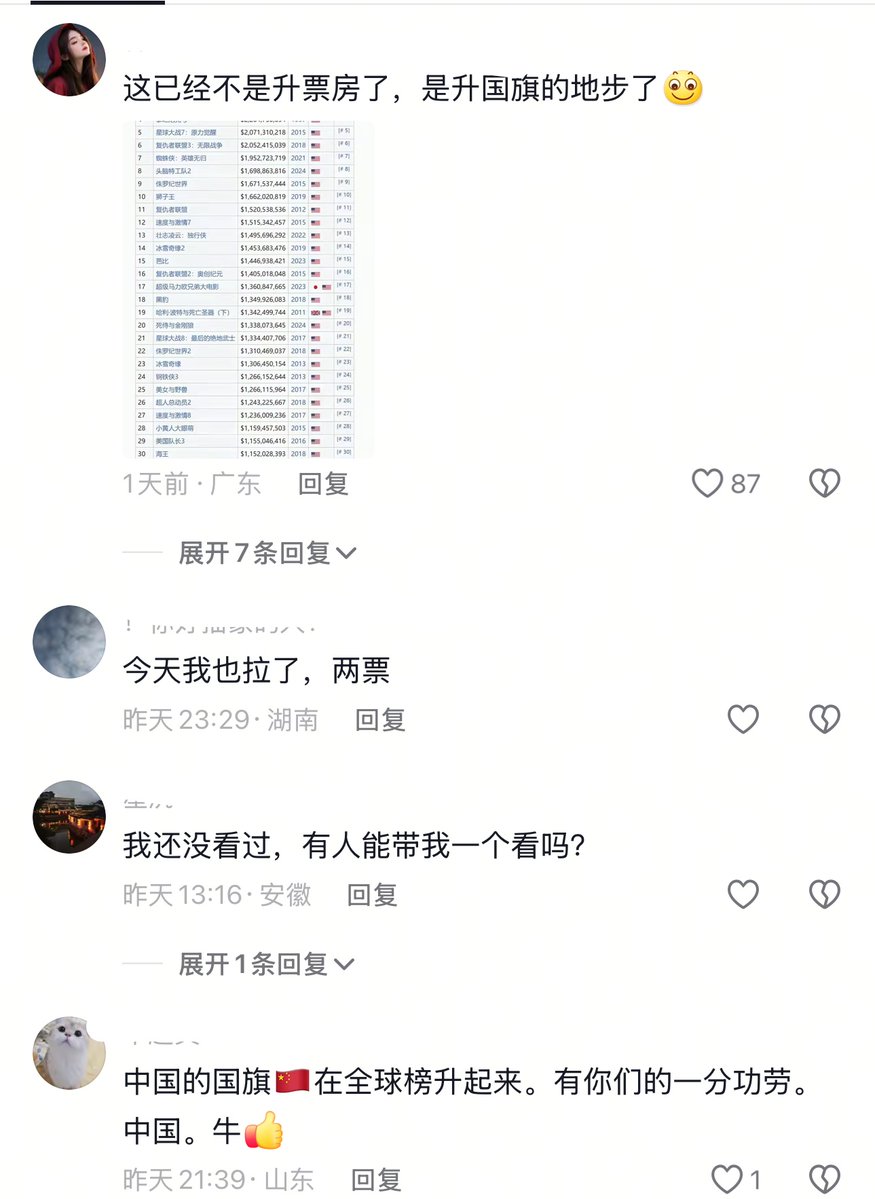 这已经不是升票房了，是升国旗的地步了
5 星球大战7：原力觉醒 $2,071,310,218 2015 [# 5]
6 复仇者联盟3：无限战争 $2,052,415,039 2018 [# 6]
7 蜘蛛侠：英雄无归 $1,952,723,719 2021 [# 7]
8 头脑特工队2 $1,698,863,816 2024 [# 8]
9 侏罗纪世界 $1,671,537,444 2015 [# 9]
10 狮子王 $1,662,020,819 2019 [# 10]
11 复仇者联盟 $1,520,538,536 2012 [# 11]
12 速度与激情7 $1,515,342,457 2015 [# 12]
13 壮志凌云：独行侠 $1,495,696,292 2022 [# 13]
14 冰雪奇缘2 $1,453,683,476 2019 [# 14]
15 芭比 $1,446,938,421 2023 [# 15]
16 复仇者联盟2：奥创纪元 $1,405,018,048 2015 [# 16]
17 超级马力欧兄弟大电影 $1,360,847,665 2023 [# 17]
18 黑豹 $1,349,926,083 2018 [# 18]
19 哈利·波特与死亡圣器（下） $1,342,499,744 2011 [# 19]
20 死侍与金刚狼 $1,338,073,645 2024 [# 20]
21 星球大战8：最后的绝地武士 $1,334,407,706 2017 [# 21]
22 侏罗纪世界2 $1,310,469,037 2018 [# 22]
23 冰雪奇缘 $1,306,450,154 2013 [# 23]
24 钢铁侠3 $1,266,152,644 2013 [# 24]
25 美女与野兽 $1,266,115,964 2017 [# 25]
26 超人总动员2 $1,243,225,667 2018 [# 26]
27 速度与激情8 $1,236,009,236 2017 [# 27]
28 小黄人大眼萌 $1,159,457,503 2015 [# 28]
29 美国队长3 $1,155,046,416 2016 [# 29]
30 海王 $1,152,028,393 2018 [# 30]
1天前·广东 回复 87
展开7条回复
今天我也拉了，两票
昨天23:29·湖南 回复
我还没看过，有人能带我一个看吗？
昨天13:16·安徽 回复
展开1条回复
中国的国旗🇨🇳在全球榜升起来。有你们的一分功劳。
中国。牛👍
昨天21:39·山东 回复 1